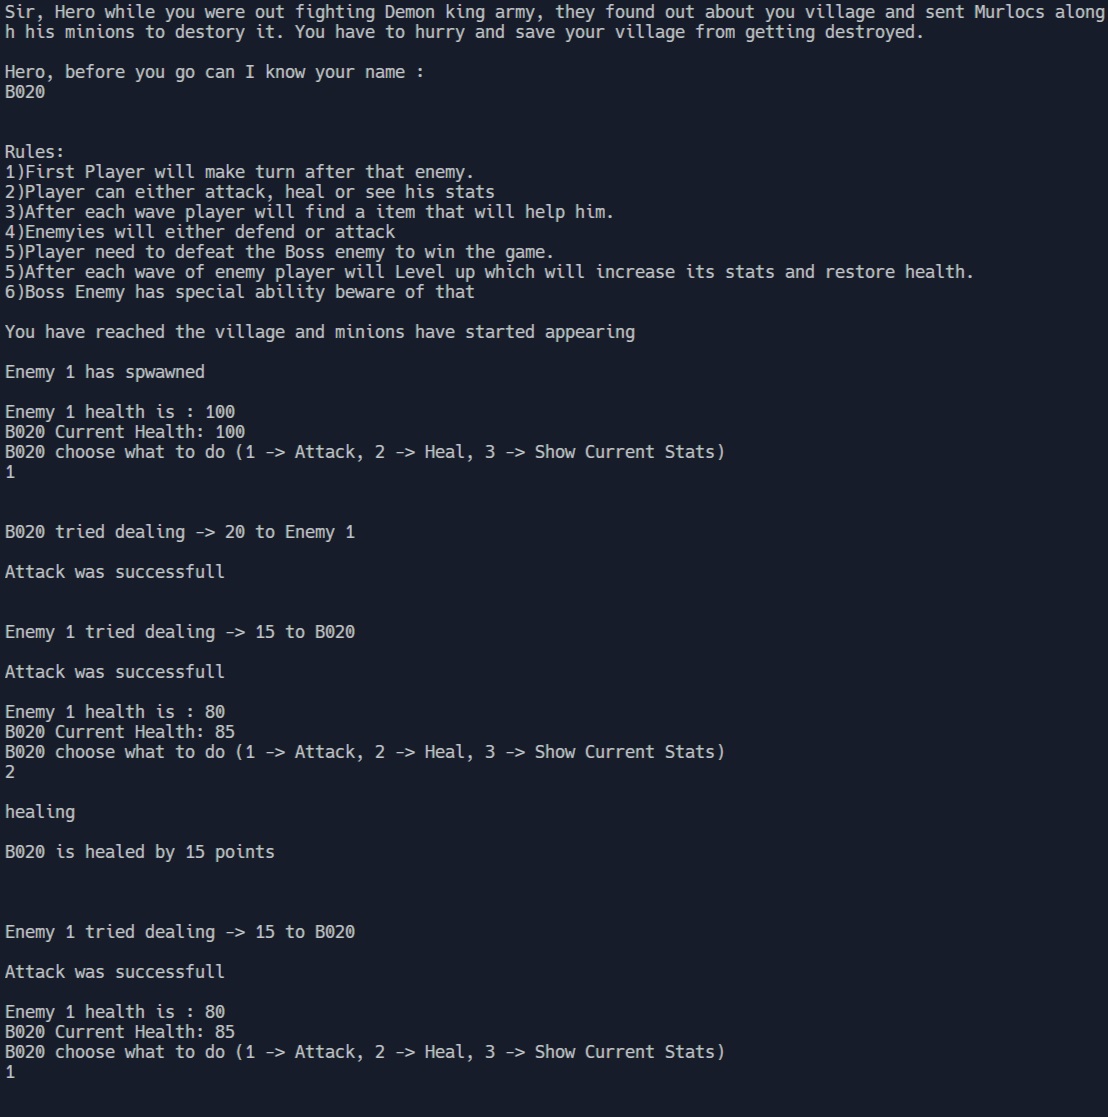 Sir, Hero while you were out fighting Demon king army, they found out about you village and sent Murlocs along
h his minions to destory it. You have to hurry and save your village from getting destroyed.
Hero, before you go can I know your name :
B020
Rules:
1)First Player will make turn after that enemy.
2)Player can either attack, heal or see his stats
3)After each wave player will find a item that will help him.
4)Enemyies will either defend or attack
5)Player need to defeat the Boss enemy to win the game.
5)After each wave of enemy player will Level up which will increase its stats and restore health.
6)Boss Enemy has special ability beware of that
You have reached the village and minions have started appearing
Enemy 1 has spwawned
Enemy 1 health is : 100
B020 Current Health: 100
B020 choose what to do (1 -> Attack, 2 -> Heal, 3 -> Show Current Stats)
1
B020 tried dealing -> 20 to Enemy 1
Attack was successfull
Enemy 1 tried dealing -> 15 to B020
Attack was successfull
Enemy 1 health is : 80
B020 Current Health: 85
B020 choose what to do (1 -> Attack, 2 -> Heal, 3 -> Show Current Stats)
2
healing
B020 is healed by 15 points
Enemy 1 tried dealing -> 15 to B020
Attack was successfull
Enemy 1 health is : 80
B020 Current Health: 85
B020 choose what to do (1 -> Attack, 2 -> Heal, 3 -> Show Current Stats)
1